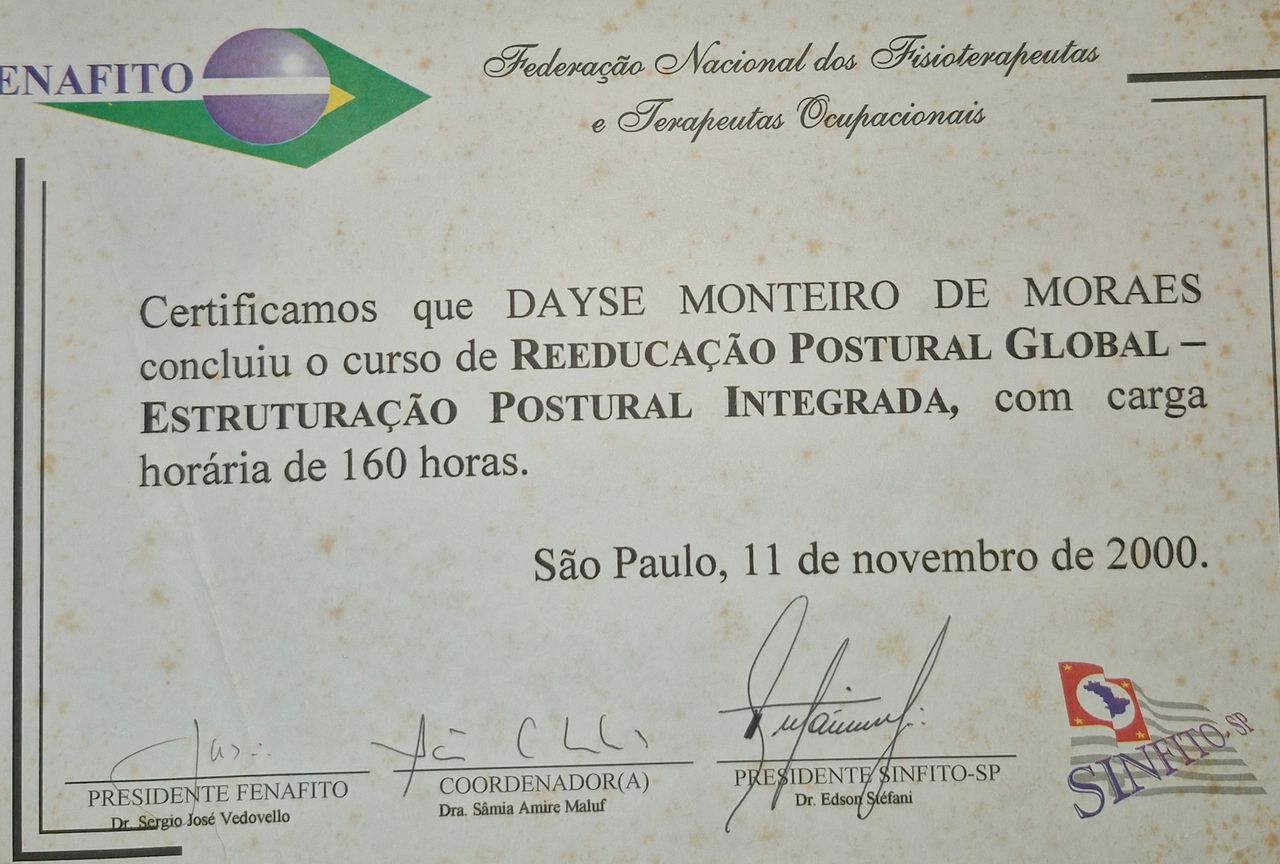 ENAFITO
Federação Nacional dos Fisioterapeutas
e Terapeutas Ocupacionais
Certificamos que DAYSE MONTEIRO DE MORAES
concluiu o curso de REEDUCAÇÃO POSTURAL GLOBAL –
ESTRUTURAÇÃO POSTURAL INTEGRADA, com carga
horária de 160 horas.
São Paulo, 11 de novembro de 2000.
PRESIDENTE FENAFITO
Dr. Sergio José Vedovello
COORDENADOR(A)
Dra. Sâmia Amire Maluf
PRESIDENTE SINFITO-SP
Dr. Edson Stéfani
SINFITO-SP